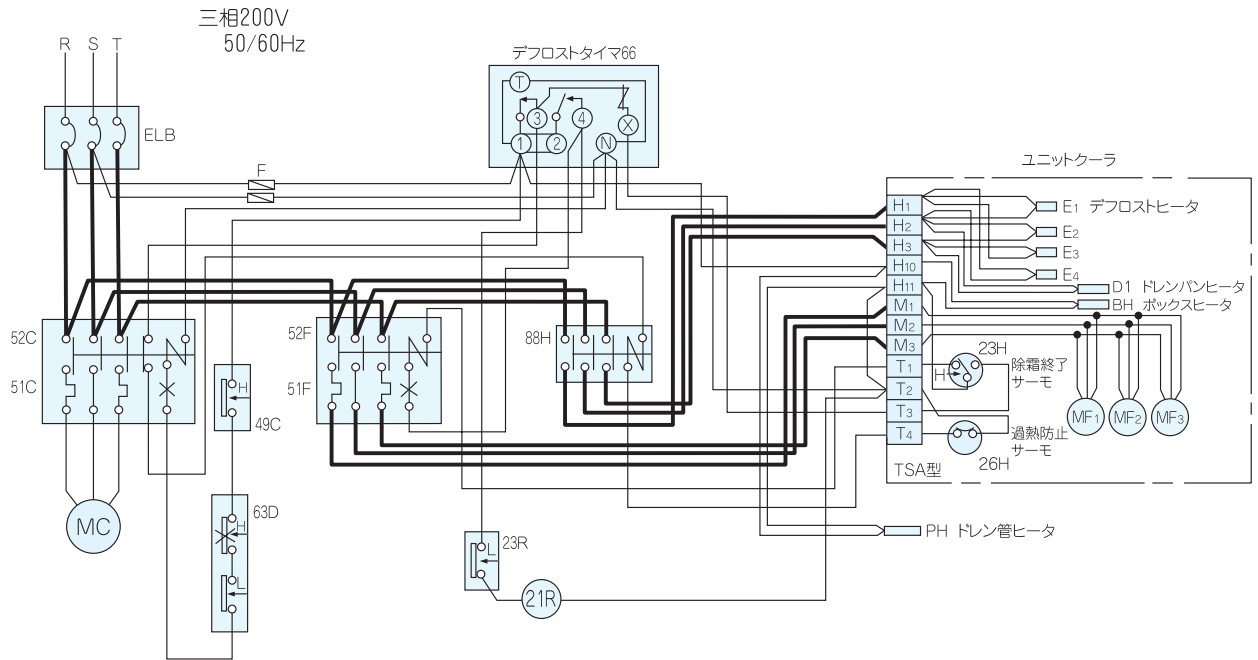 三相200V
50/60Hz
R S T
ELB
F
デフロストタイマ66
T
3 4 X
1 2 N
ユニットクーラ
H1
H2
H3
H10
H11
M1
M2
M3
T1
T2
T3
T4
TSA型
E1 デフロストヒータ
E2
E3
E4
D1 ドレンパンヒータ
BH ボックスヒータ
23H
H
除霜終了
サーモ
過熱防止
サーモ
26H
MF1 MF2 MF3
52C
51C
52F
51F
88H
H
49C
MC
63D
H
L
23R
L
21R
PH ドレン管ヒータ